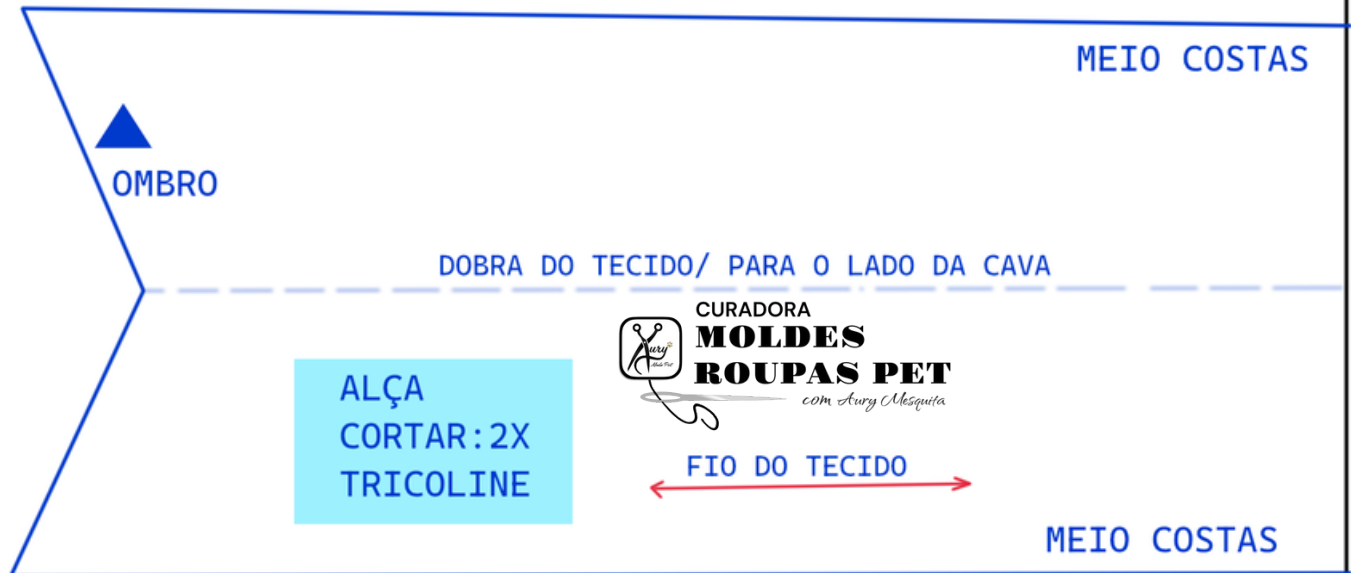 MEIO COSTAS
OMBRO
DOBRA DO TECIDO/ PARA O LADO DA CAVA
CURADORA
MOLDES
ROUPAS PET
com Aury Mesquita
Aury
ALÇA
CORTAR:2X
TRICOLINE
FIO DO TECIDO
MEIO COSTAS